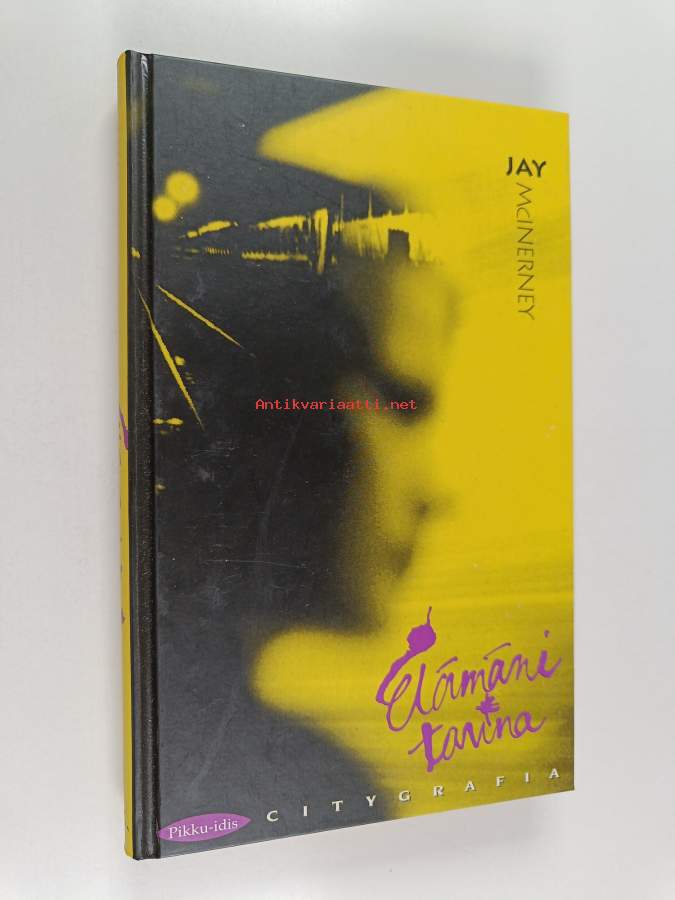 JAY
McINERNEY
Antikvariaatti.net
Elämäni
tarina
CITYGRAFIA
Pikku-idis